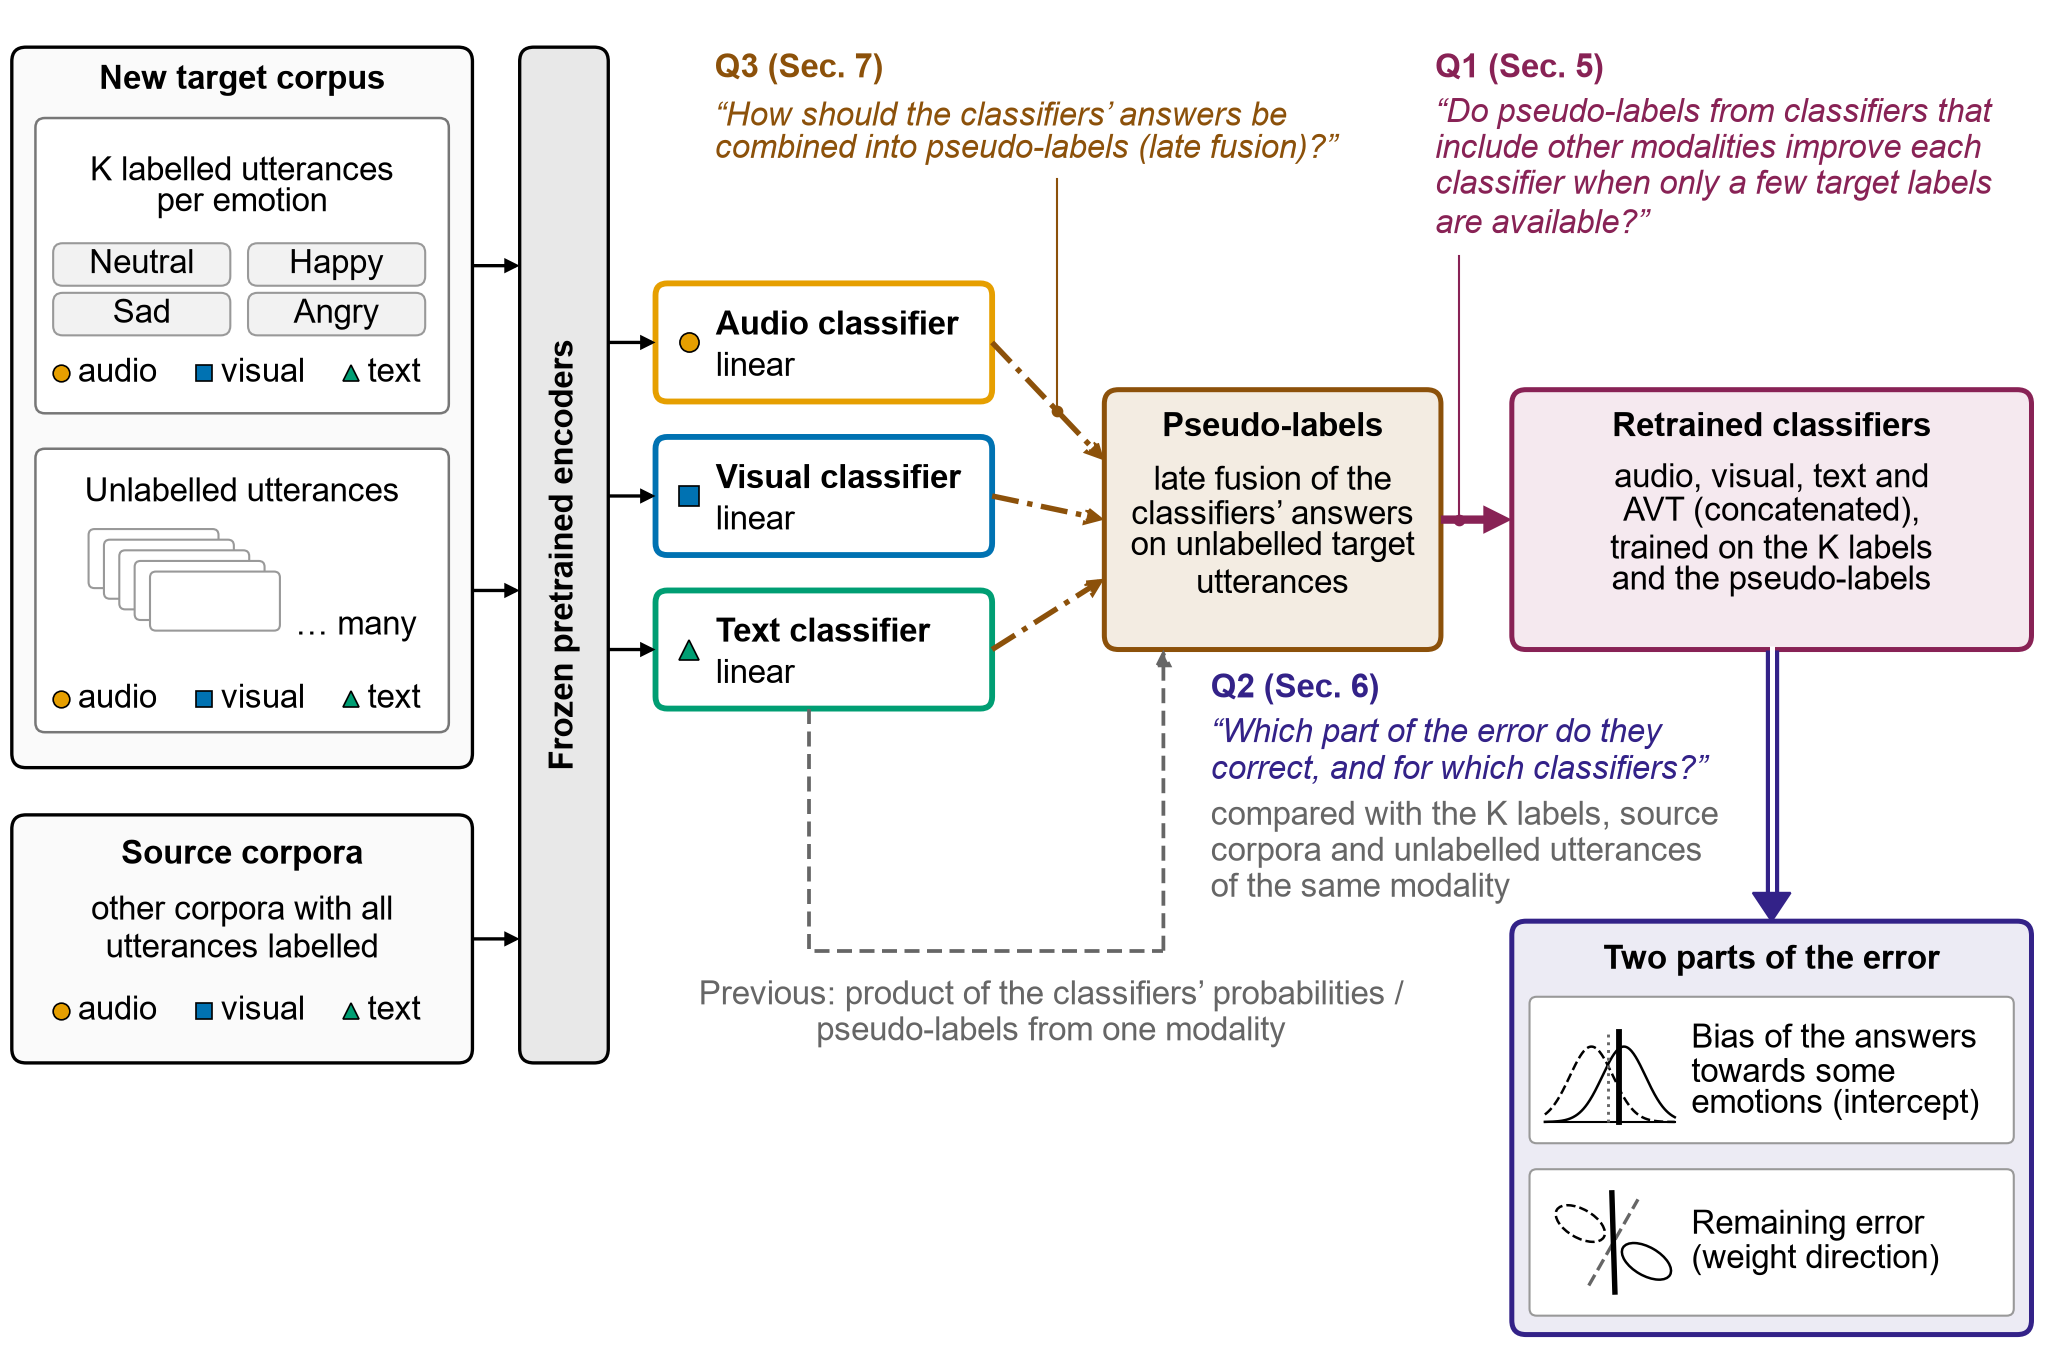 New target corpus
K labelled utterances
per emotion
Neutral
Happy
Sad
Angry
audio
visual
text
Unlabelled utterances
… many
audio
visual
text
Source corpora
other corpora with all
utterances labelled
audio
visual
text
Frozen pretrained encoders
Q3 (Sec. 7)
“How should the classifiers’ answers be
combined into pseudo-labels (late fusion)?”
Audio classifier
linear
Visual classifier
linear
Text classifier
linear
Previous: product of the classifiers’ probabilities /
pseudo-labels from one modality
Pseudo-labels
late fusion of the
classifiers’ answers
on unlabelled target
utterances
Q1 (Sec. 5)
“Do pseudo-labels from classifiers that
include other modalities improve each
classifier when only a few target labels
are available?”
Retrained classifiers
audio, visual, text and
AVT (concatenated),
trained on the K labels
and the pseudo-labels
Q2 (Sec. 6)
“Which part of the error do they
correct, and for which classifiers?”
compared with the K labels, source
corpora and unlabelled utterances
of the same modality
Two parts of the error
Bias of the answers
towards some
emotions (intercept)
Remaining error
(weight direction)